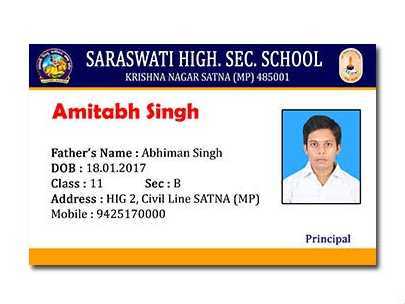 SARASWATI HIGH. SEC. SCHOOL
KRISHNA NAGAR SATNA (MP) 485001
Amitabh Singh
Father's Name : Abhiman Singh
DOB : 18.01.2017
Class : 11 Sec : B
Address : HIG 2, Civil Line SATNA (MP)
Mobile : 9425170000
Principal